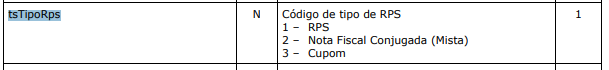 tsTipoRps N Código de tipo de RPS 1
1 – RPS
2 – Nota Fiscal Conjugada (Mista)
3 – Cupom